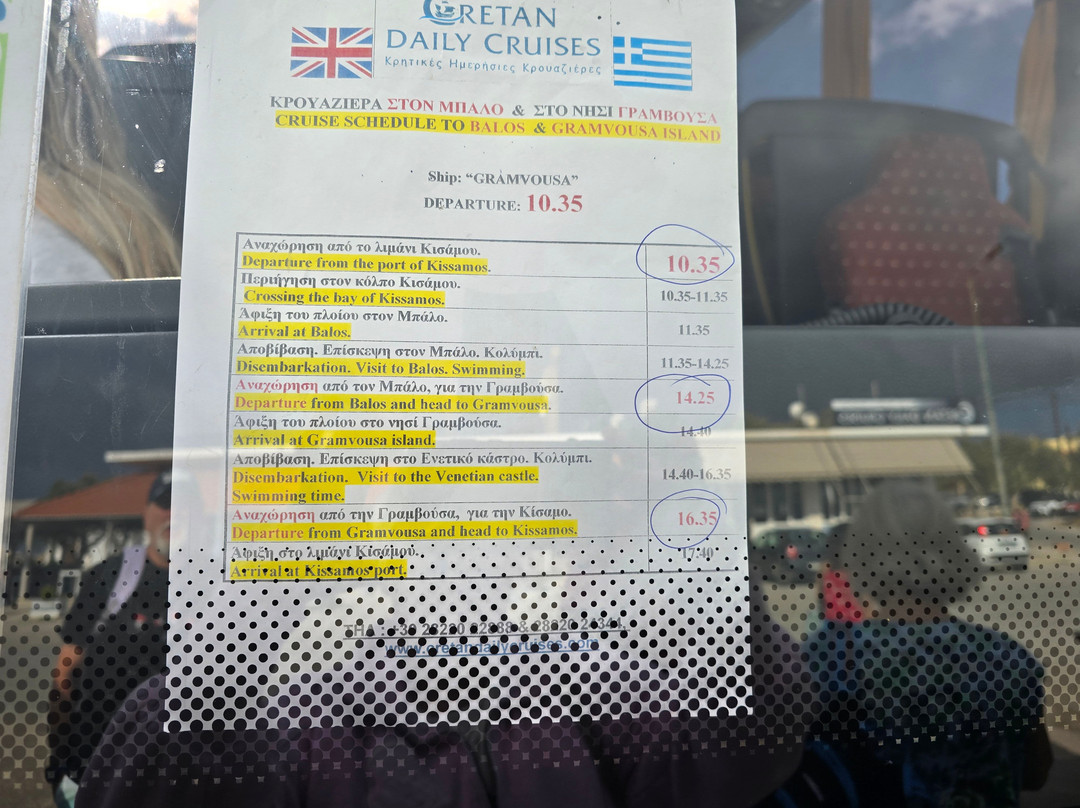 CRETAN
DAILY CRUISES
Κρητικές Ημερήσιες Κρουαζιέρες
ΚΡΟΥΑΖΙΕΡΑ ΣΤΟΝ ΜΠΑΛΟ & ΣΤΟ ΝΗΣΙ ΓΡΑΜΒΟΥΣΑ
CRUISE SCHEDULE TO BALOS & GRAMVOUSA ISLAND
Ship: “GRAMVOUSA”
DEPARTURE: 10.35
Αναχώρηση από το λιμάνι Κισάμου.
Departure from the port of Kissamos. 10.35
Περιήγηση στον κόλπο Κισάμου.
Crossing the bay of Kissamos. 10.35-11.35
Άφιξη του πλοίου στον Μπάλο.
Arrival at Balos. 11.35
Αποβίβαση. Επίσκεψη στον Μπάλο. Κολύμπι.
Disembarkation. Visit to Balos. Swimming. 11.35-14.25
Αναχώρηση από τον Μπάλο, για την Γραμβούσα.
Departure from Balos and head to Gramvousa. 14.25
Άφιξη του πλοίου στο νησί Γραμβούσα.
Arrival at Gramvousa island. 14.40
Αποβίβαση. Επίσκεψη στο Ενετικό κάστρο. Κολύμπι.
Disembarkation. Visit to the Venetian castle. 14.40-16.35
Swimming time.
Αναχώρηση από την Γραμβούσα, για την Κίσαμο.
Departure from Gramvousa and head to Kissamos. 16.35
Άφιξη στο λιμάνι Κισάμου.
Arrival at Kissamos port. 17.40
www.cretandailycruises.com